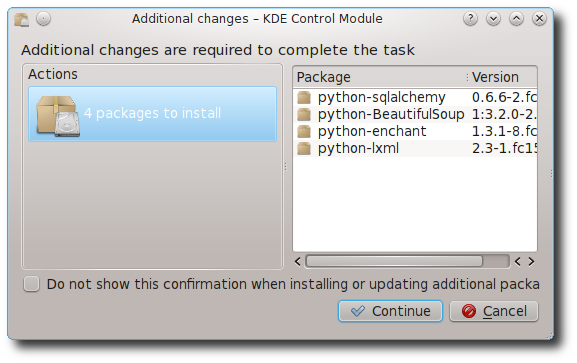 Additional changes – KDE Control Module
Additional changes are required to complete the task
Actions
4 packages to install
Package Version
python-sqlalchemy 0.6.6-2.fc
python-BeautifulSoup 1:3.2.0-2.
python-enchant 1.3.1-8.fc
python-lxml 2.3-1.fc15
Do not show this confirmation when installing or updating additional packa
Continue Cancel